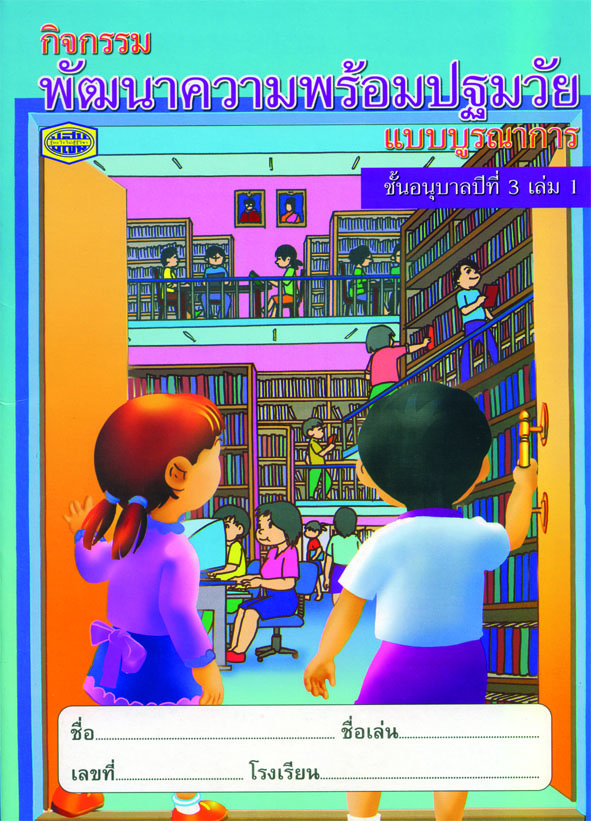 กิจกรรม
พัฒนาความพร้อมปฐมวัย
แบบบูรณาการ
ชั้นอนุบาลปีที่ 3 เล่ม 1
ชื่อ ชื่อเล่น
เลขที่ โรงเรียน